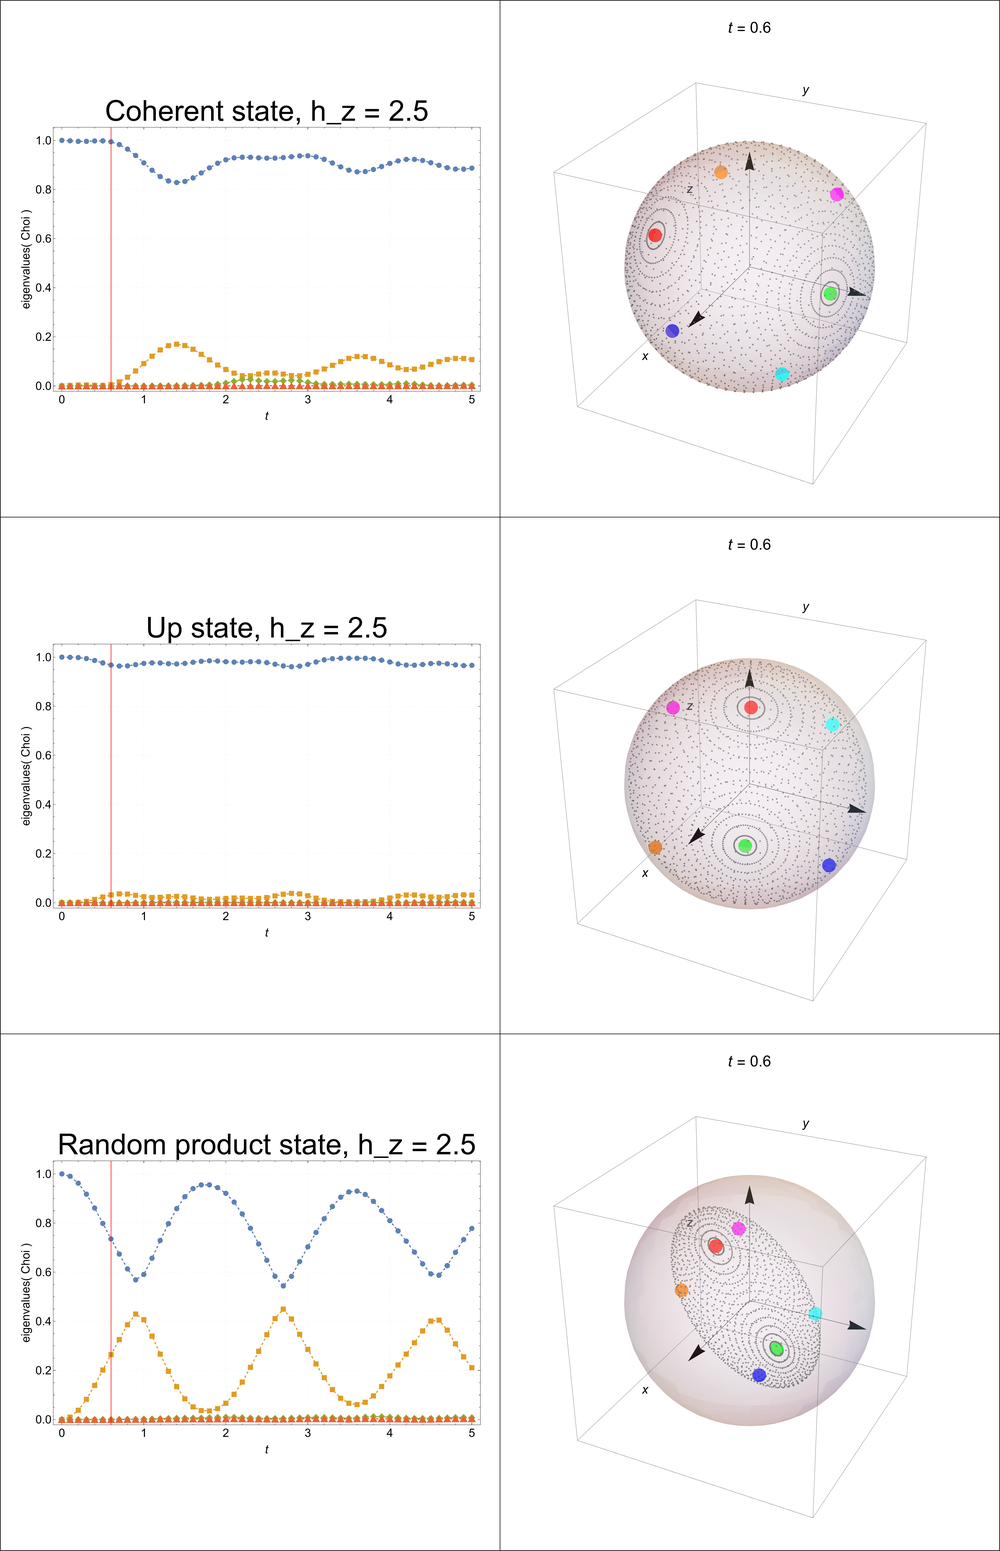 Coherent state, h_z = 2.5
1.0
0.8
0.6
0.4
0.2
0.0
eigenvalues( Choi )
0 1 2 3 4 5
t
t = 0.6
y
z
x
Up state, h_z = 2.5
1.0
0.8
0.6
0.4
0.2
0.0
eigenvalues( Choi )
0 1 2 3 4 5
t
t = 0.6
y
z
x
Random product state, h_z = 2.5
1.0
0.8
0.6
0.4
0.2
0.0
eigenvalues( Choi )
0 1 2 3 4 5
t
t = 0.6
y
z
x